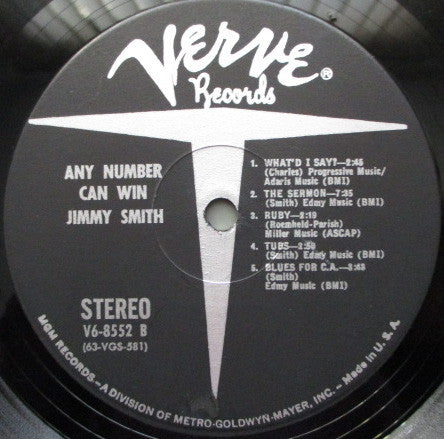 VERVE ®
Records
ANY NUMBER
CAN WIN
JIMMY SMITH
1. WHAT'D I SAY?—2:45
(Charles) Progressive Music/
Adaris Music (BMI)
2. THE SERMON—7:35
(Smith) Edmy Music (BMI)
3. RUBY—2:19
(Roemheld-Parish)
Miller Music (ASCAP)
4. TUBS—2:50
(Smith) Edmy Music (BMI)
5. BLUES FOR C.A.—3:43
(Smith)
Edmy Music (BMI)
STEREO
V6-8552 B
(63-VGS-581)
MGM RECORDS—A DIVISION OF METRO-GOLDWYN-MAYER, INC.—Made in U.S.A.